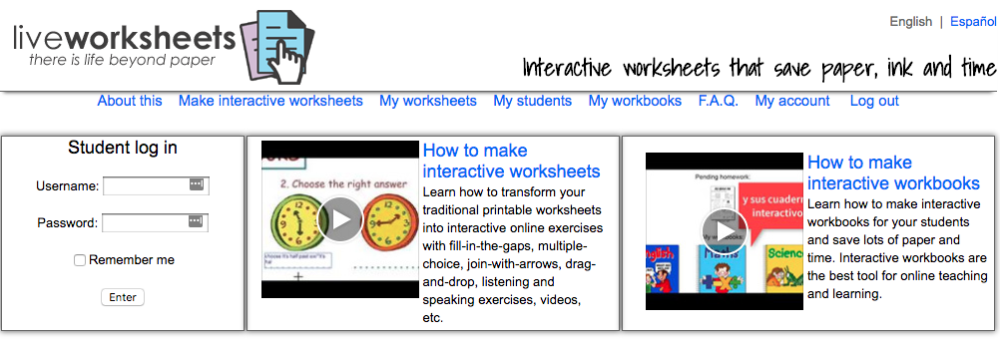 liveworksheets
there is life beyond paper
English | Español
Interactive worksheets that save paper, ink and time
About this Make interactive worksheets My worksheets My students My workbooks F.A.Q. My account Log out
Student log in
Username:
Password:
Remember me
Enter
2. Choose the right answer
How to make
interactive worksheets
Learn how to transform your
traditional printable worksheets
into interactive online exercises
with fill-in-the-gaps, multiple-
choice, join-with-arrows, drag-
and-drop, listening and
speaking exercises, videos,
etc.
Pending homework:
y sus cuader
interactivo
My workbooks:
English
Maths
Science
How to make
interactive workbooks
Learn how to make interactive
workbooks for your students
and save lots of paper and
time. Interactive workbooks are
the best tool for online teaching
and learning.